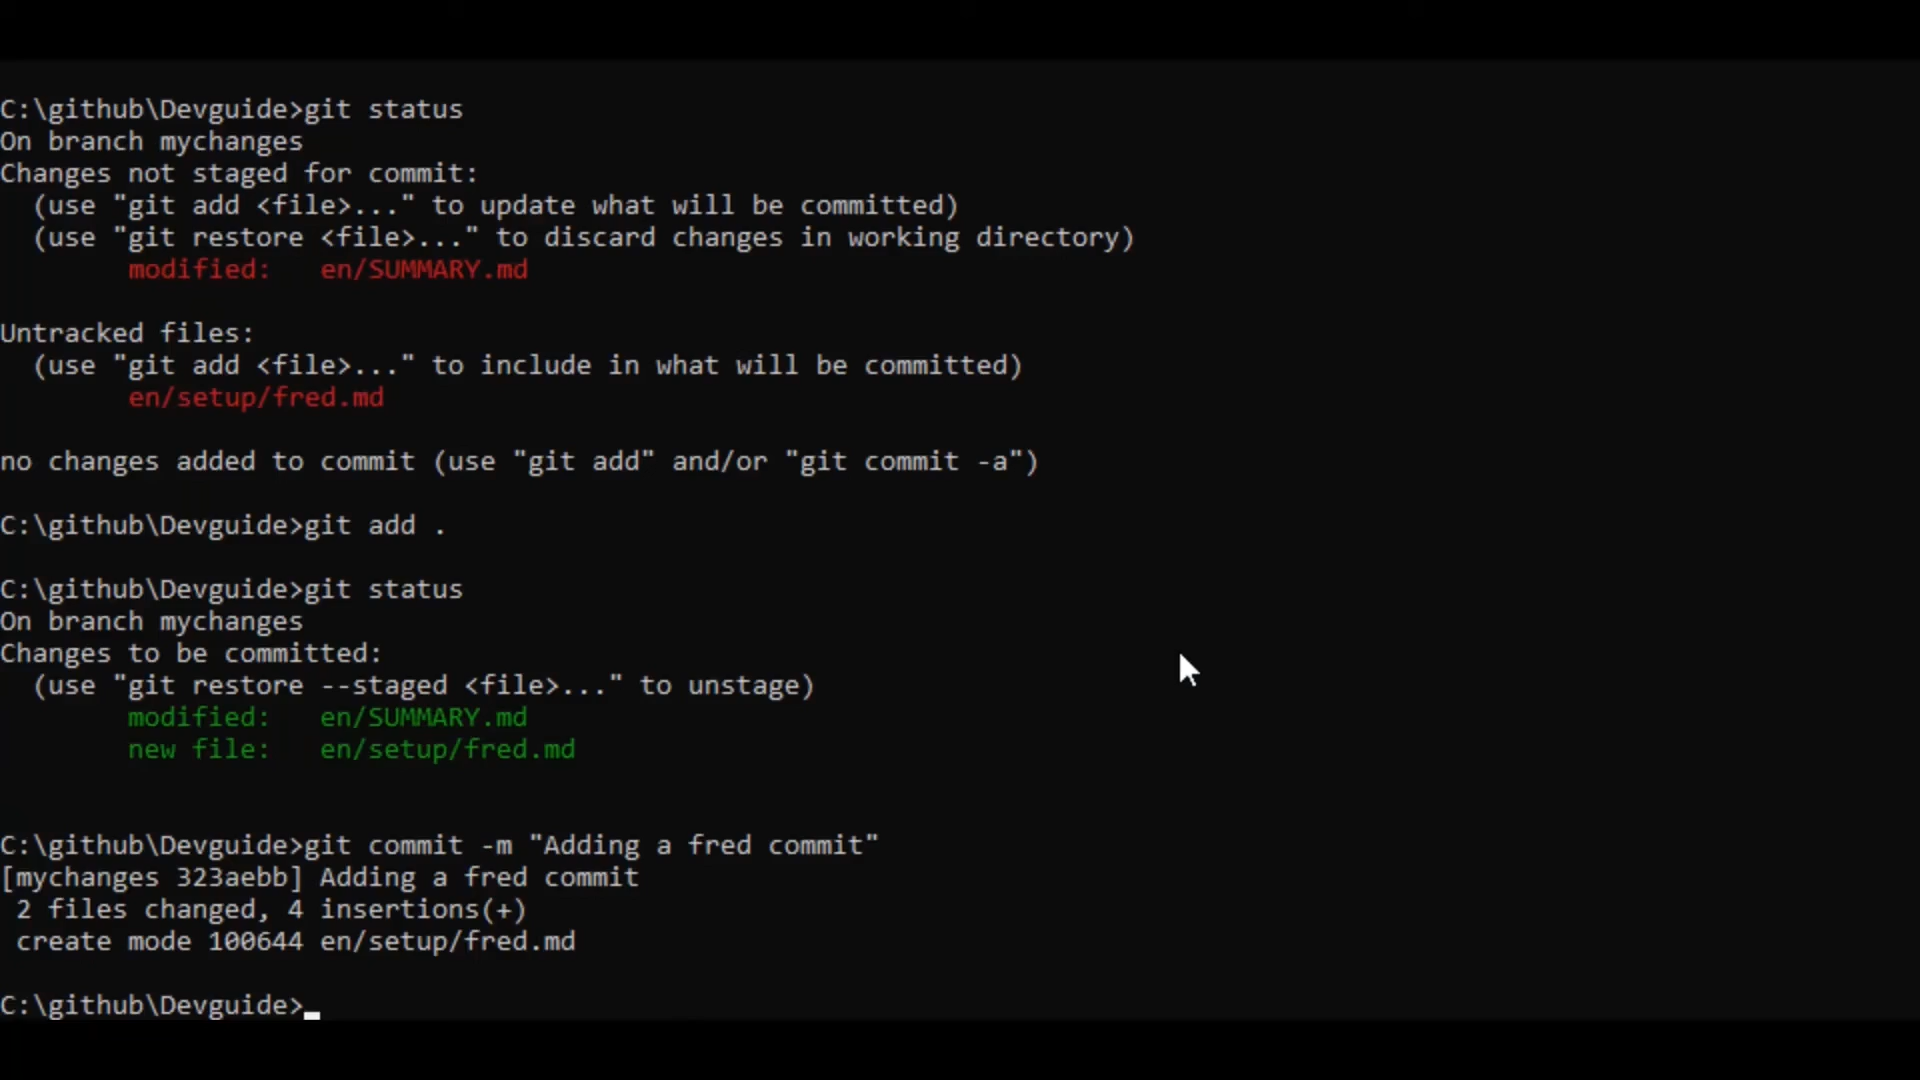 C:\github\Devguide>git status
On branch mychanges
Changes not staged for commit:
  (use "git add <file>..." to update what will be committed)
  (use "git restore <file>..." to discard changes in working directory)
        modified:   en/SUMMARY.md

Untracked files:
  (use "git add <file>..." to include in what will be committed)
        en/setup/fred.md

no changes added to commit (use "git add" and/or "git commit -a")

C:\github\Devguide>git add .

C:\github\Devguide>git status
On branch mychanges
Changes to be committed:
  (use "git restore --staged <file>..." to unstage)
        modified:   en/SUMMARY.md
        new file:   en/setup/fred.md

C:\github\Devguide>git commit -m "Adding a fred commit"
[mychanges 323aebb] Adding a fred commit
 2 files changed, 4 insertions(+)
 create mode 100644 en/setup/fred.md

C:\github\Devguide>